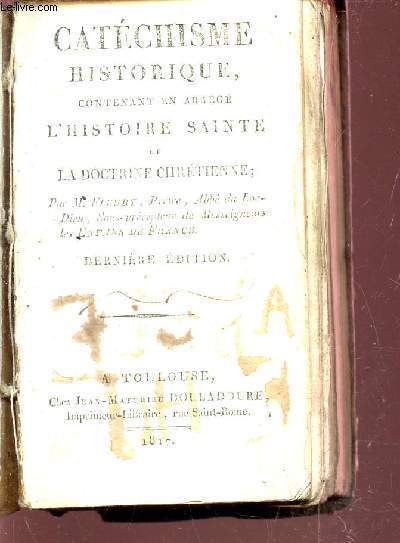 © Le-livre.com
CATÉCHISME
HISTORIQUE,
CONTENANT EN ABRÉGÉ
L'HISTOIRE SAINTE
ET
LA DOCTRINE CHRÉTIENNE;
Par M. FLEURY, Prêtre, Abbé du Loc-
-Dieu, Sous-précepteur de Messeigneurs
les ENFANS DE FRANCE.
DERNIÈRE ÉDITION.
A TOULOUSE,
Chez JEAN-MATTHIEU DOULADOURE,
Imprimeur-Libraire, rue Saint-Rome.
1817.